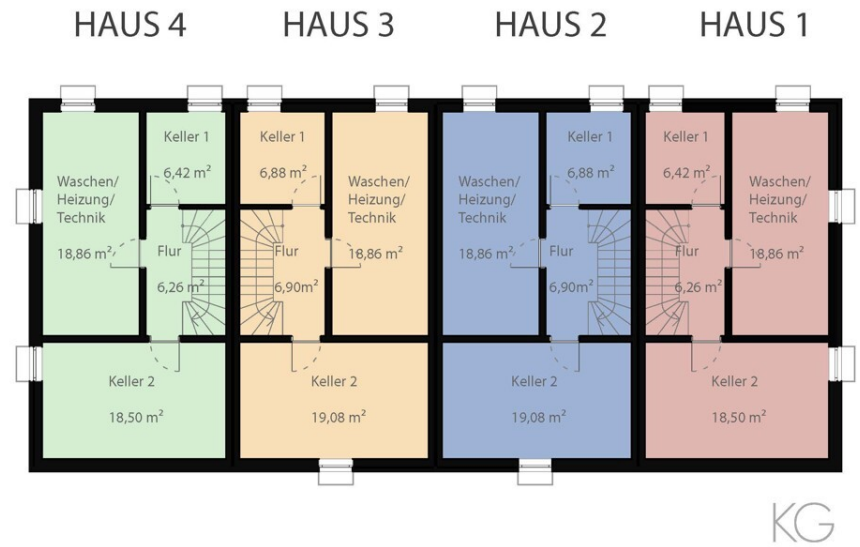 HAUS 4
HAUS 3
HAUS 2
HAUS 1
Keller 1
6,42 m²
Waschen/
Heizung/
Technik
18,86 m²
Flur
6,26 m²
Keller 2
18,50 m²
Keller 1
6,88 m²
Waschen/
Heizung/
Technik
18,86 m²
Flur
6,90m²
Keller 2
19,08 m²
Waschen/
Heizung/
Technik
18,86 m²
Keller 1
6,88 m²
Flur
6,90m²
Keller 2
19,08 m²
Keller 1
6,42 m²
Waschen/
Heizung/
Technik
18,86 m²
Flur
6,26 m²
Keller 2
18,50 m²
KG